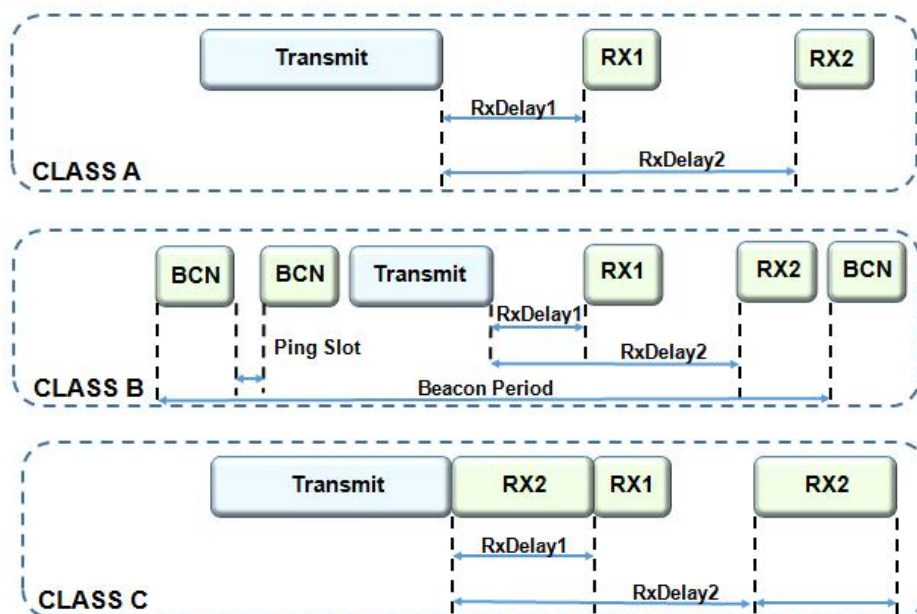 Transmit RX1 RX2
RxDelay1
RxDelay2
CLASS A
BCN BCN Transmit RX1 RX2 BCN
RxDelay1
Ping Slot
RxDelay2
CLASS B
Beacon Period
Transmit RX2 RX1 RX2
RxDelay1
RxDelay2
CLASS C